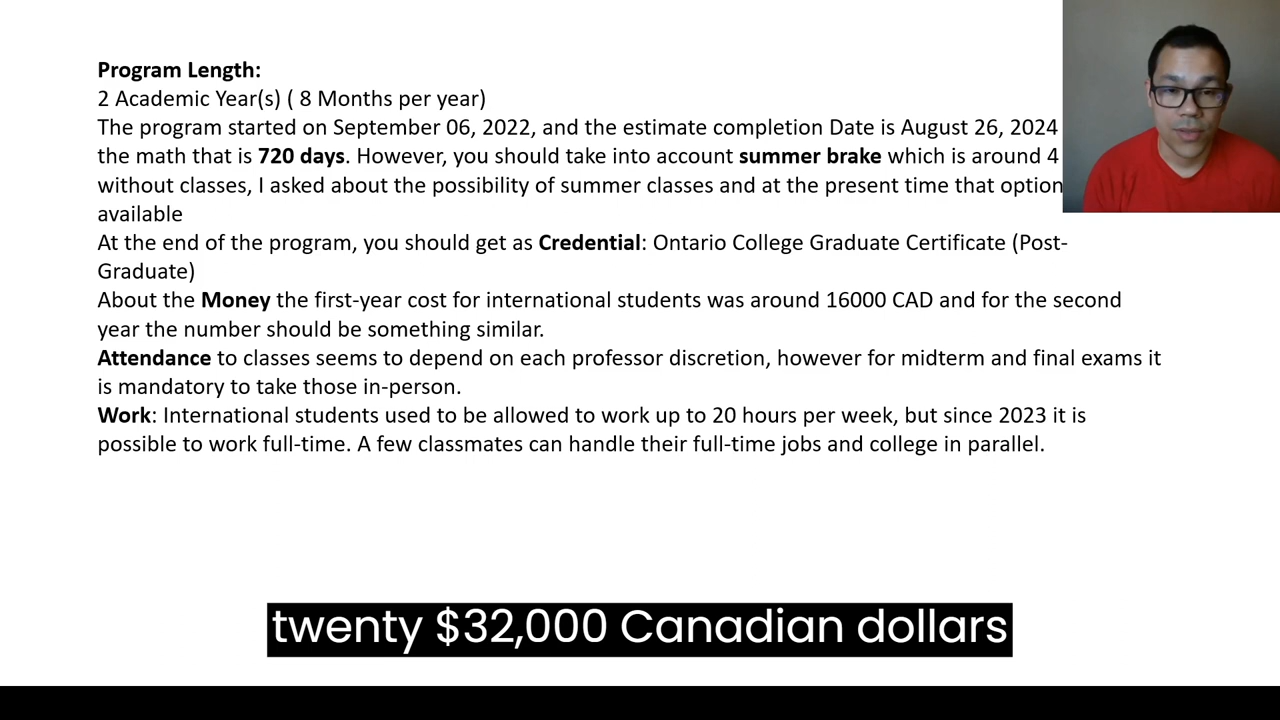 Program Length:
2 Academic Year(s) ( 8 Months per year)
The program started on September 06, 2022, and the estimate completion Date is August 26, 2024
the math that is 720 days. However, you should take into account summer brake which is around 4
without classes, I asked about the possibility of summer classes and at the present time that option
available
At the end of the program, you should get as Credential: Ontario College Graduate Certificate (Post-
Graduate)
About the Money the first-year cost for international students was around 16000 CAD and for the second
year the number should be something similar.
Attendance to classes seems to depend on each professor discretion, however for midterm and final exams it
is mandatory to take those in-person.
Work: International students used to be allowed to work up to 20 hours per week, but since 2023 it is
possible to work full-time. A few classmates can handle their full-time jobs and college in parallel.
twenty $32,000 Canadian dollars